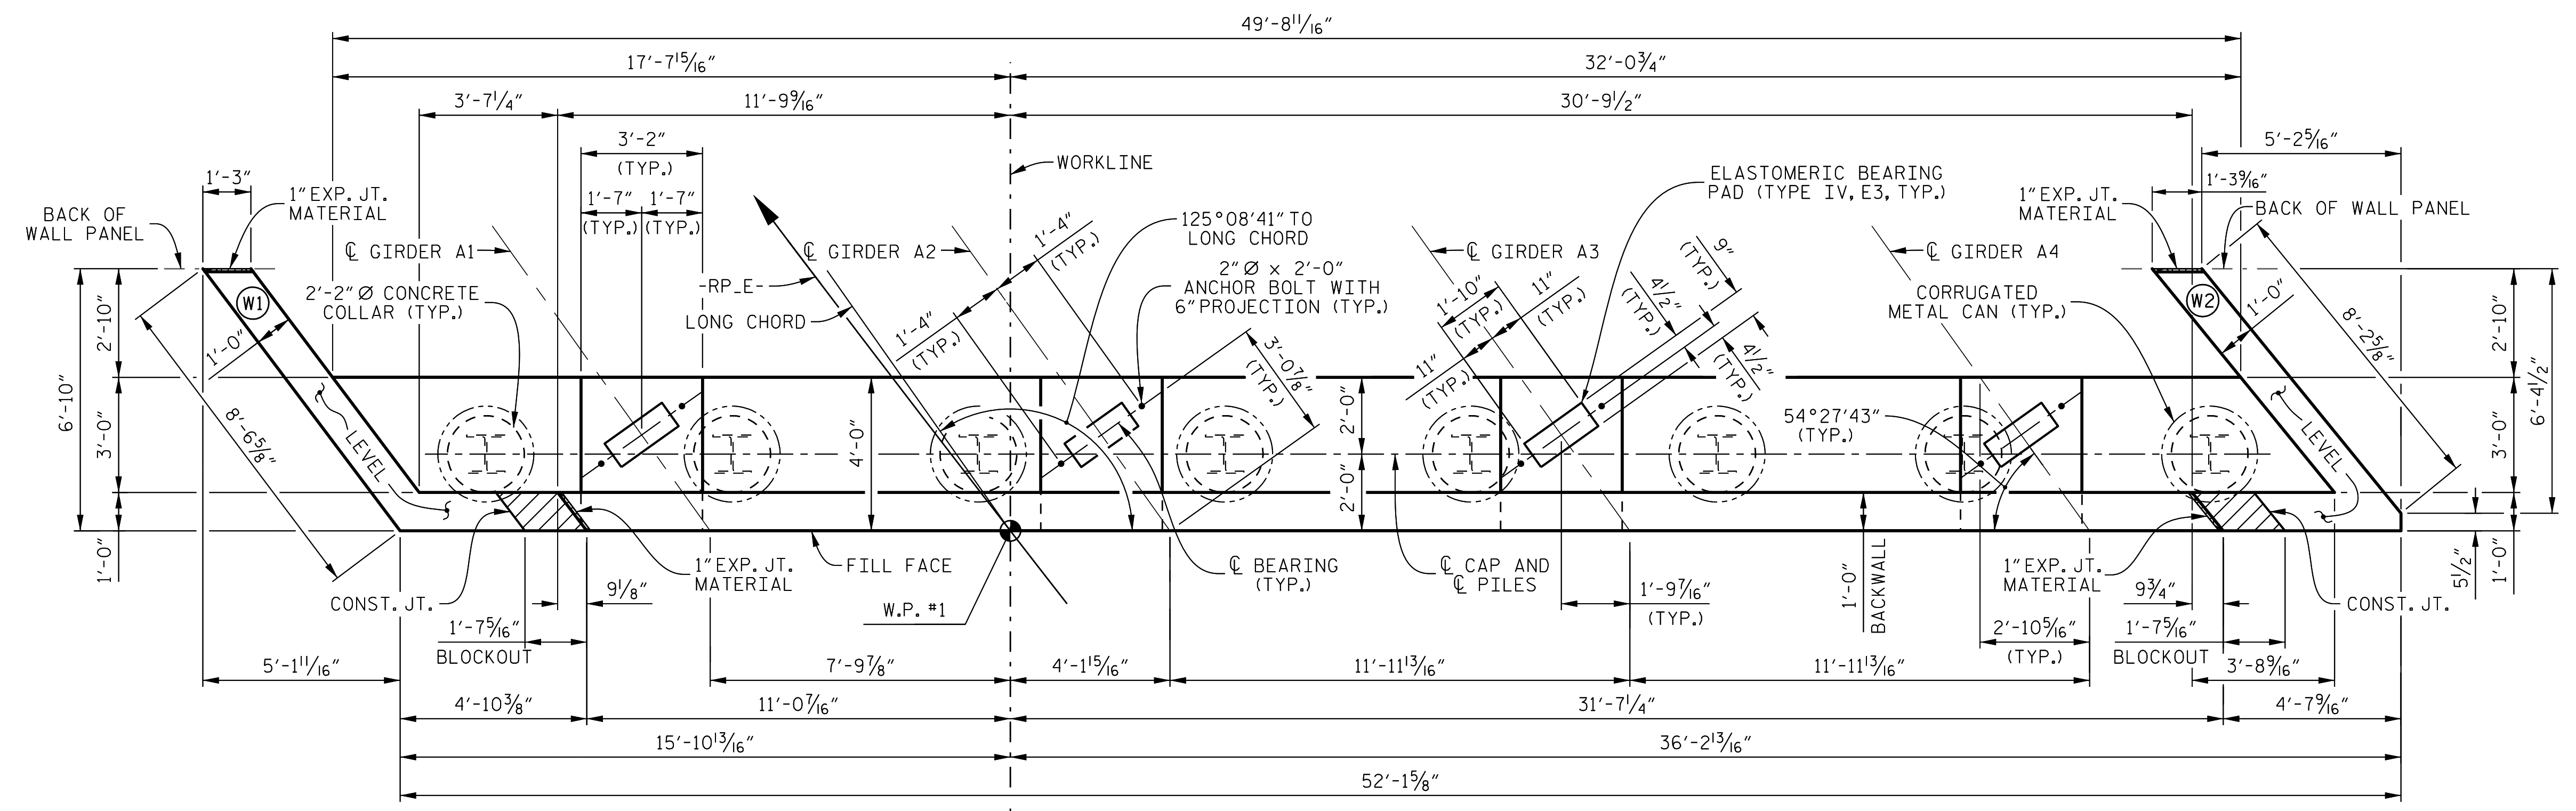 49′-8 11/16″
17′-7 15/16″
32′-0 3/4″
3′-7 1/4″
11′-9 9/16″
30′-9 1/2″
3′-2″
(TYP.)
5′-2 5/16″
WORKLINE
ELASTOMERIC BEARING
PAD (TYPE IV, E3, TYP.)
1′-3″
1″ EXP. JT.
MATERIAL
1′-7″
(TYP.)
1′-7″
(TYP.)
1′-3 9/16″
1″ EXP. JT.
MATERIAL
BACK OF
WALL PANEL
BACK OF WALL PANEL
125°08′41″ TO
LONG CHORD
1′-4″
(TYP.)
℄ GIRDER A1
℄ GIRDER A2
℄ GIRDER A3
℄ GIRDER A4
9″
(TYP.)
2″ Ø x 2′-0″
ANCHOR BOLT WITH
6″ PROJECTION (TYP.)
-RP_E-
LONG CHORD
2′-2″ Ø CONCRETE
COLLAR (TYP.)
W1
W2
CORRUGATED
METAL CAN (TYP.)
1′-10″
(TYP.)
11″
(TYP.)
4 1/2″
(TYP.)
1′-4″
(TYP.)
1′-0″
1′-0″
2′-10″
2′-10″
8′-2 5/8″
3′-0 7/8″
(TYP.)
11″
(TYP.)
4 1/2″
(TYP.)
6′-10″
6′-4 1/2″
3′-0″
3′-0″
8′-6 5/8″
LEVEL
LEVEL
4′-0″
2′-0″
2′-0″
54°27′43″
(TYP.)
1′-0″
1′-0″
5 1/2″
1″ EXP. JT.
MATERIAL
FILL FACE
℄ BEARING
(TYP.)
℄ CAP AND
℄ PILES
1′-0″
BACKWALL
1″ EXP. JT.
MATERIAL
CONST. JT.
9 1/8″
W.P. #1
1′-9 7/16″
(TYP.)
9 3/4″
CONST. JT.
1′-7 5/16″
BLOCKOUT
2′-10 5/16″
(TYP.)
1′-7 5/16″
BLOCKOUT
5′-1 11/16″
7′-9 7/8″
4′-1 15/16″
11′-11 13/16″
11′-11 13/16″
3′-8 9/16″
4′-10 3/8″
11′-0 7/16″
31′-7 1/4″
4′-7 9/16″
15′-10 13/16″
36′-2 13/16″
52′-1 5/8″